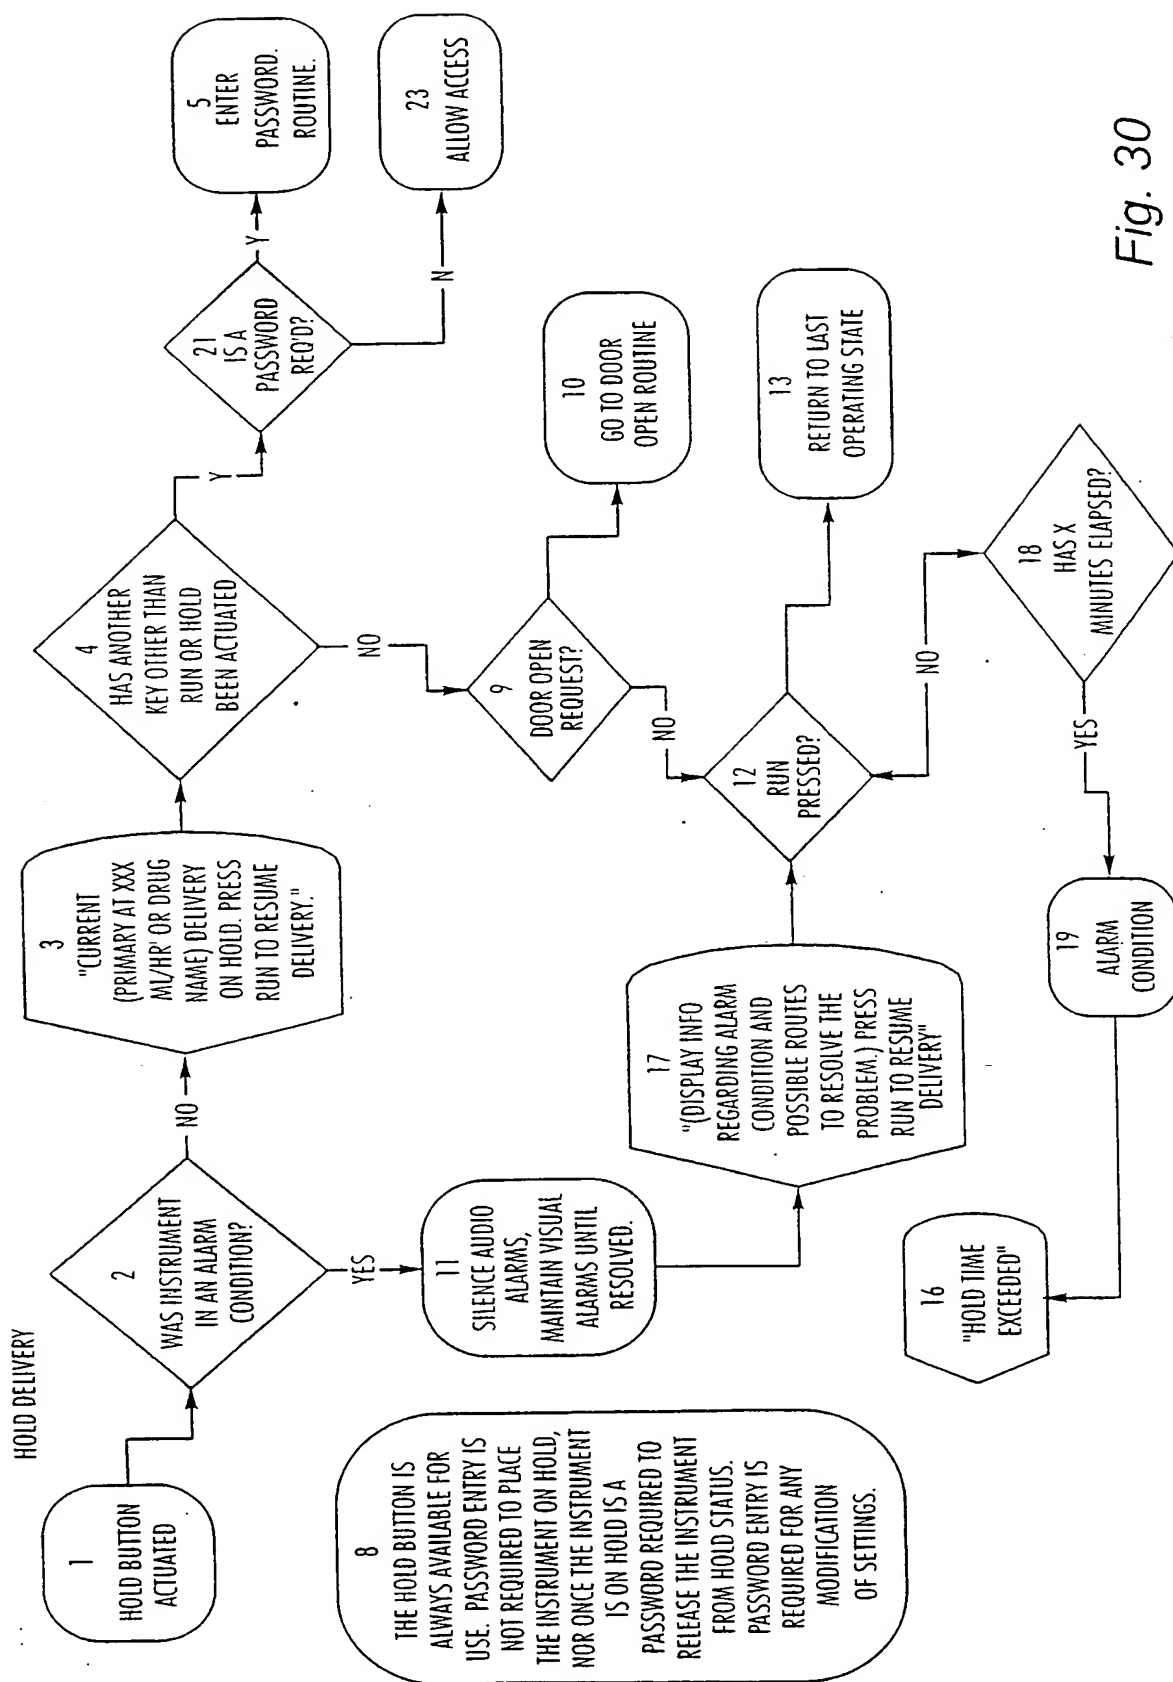 HOLD DELIVERY
1
HOLD BUTTON
ACTUATED
2
WAS INSTRUMENT
IN AN ALARM
CONDITION?
NO
YES
3
"CURRENT
(PRIMARY AT XXX
ML/HR' OR DRUG
NAME) DELIVERY
ON HOLD. PRESS
RUN TO RESUME
DELIVERY."
4
HAS ANOTHER
KEY OTHER THAN
RUN OR HOLD
BEEN ACTUATED
Y
NO
21
IS A
PASSWORD
REQ'D?
Y
N
5
ENTER
PASSWORD.
ROUTINE.
23
ALLOW ACCESS
9
DOOR OPEN
REQUEST?
NO
10
GO TO DOOR
OPEN ROUTINE
11
SILENCE AUDIO
ALARMS,
MAINTAIN VISUAL
ALARMS UNTIL
RESOLVED.
17
"(DISPLAY INFO
REGARDING ALARM
CONDITION AND
POSSIBLE ROUTES
TO RESOLVE THE
PROBLEM.) PRESS
RUN TO RESUME
DELIVERY"
12
RUN
PRESSED?
NO
13
RETURN TO LAST
OPERATING STATE
8
THE HOLD BUTTON IS
ALWAYS AVAILABLE FOR
USE. PASSWORD ENTRY IS
NOT REQUIRED TO PLACE
THE INSTRUMENT ON HOLD,
NOR ONCE THE INSTRUMENT
IS ON HOLD IS A
PASSWORD REQUIRED TO
RELEASE THE INSTRUMENT
FROM HOLD STATUS.
PASSWORD ENTRY IS
REQUIRED FOR ANY
MODIFICATION
OF SETTINGS.
16
"HOLD TIME
EXCEEDED"
19
ALARM
CONDITION
YES
18
HAS X
MINUTES ELAPSED?
Fig. 30